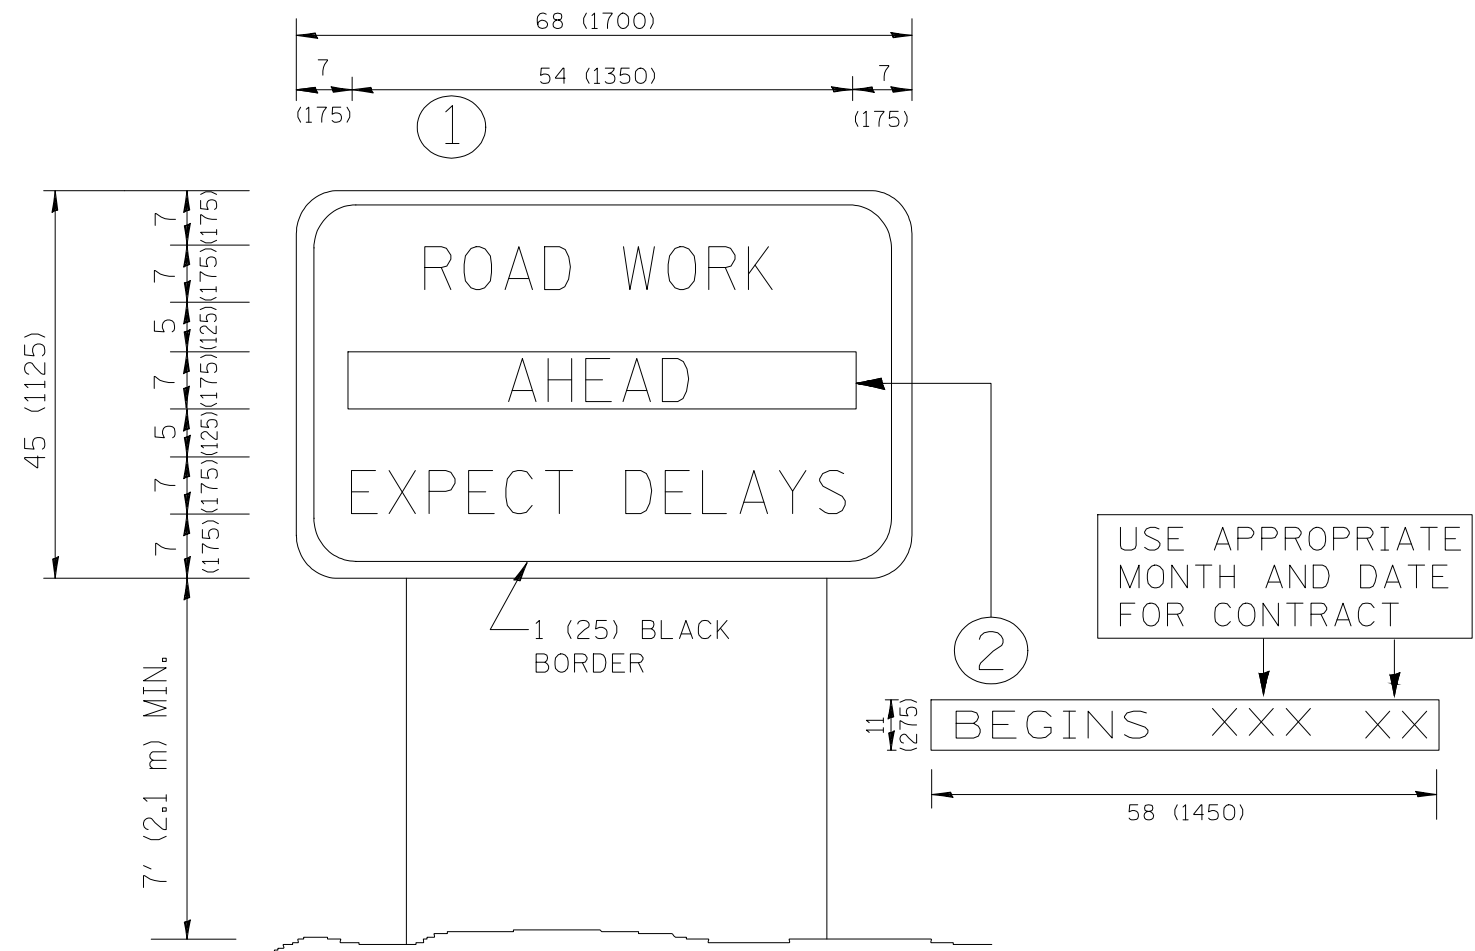 68 (1700)
7
54 (1350)
7
(175)
(175)
1
7
(175)
7
(175)
5
(125)
7
(175)
5
(125)
7
(175)
7
(175)
45 (1125)
ROAD WORK
AHEAD
EXPECT DELAYS
1 (25) BLACK
BORDER
7' (2.1 m) MIN.
2
USE APPROPRIATE
MONTH AND DATE
FOR CONTRACT
11
(275)
BEGINS XXX XX
58 (1450)